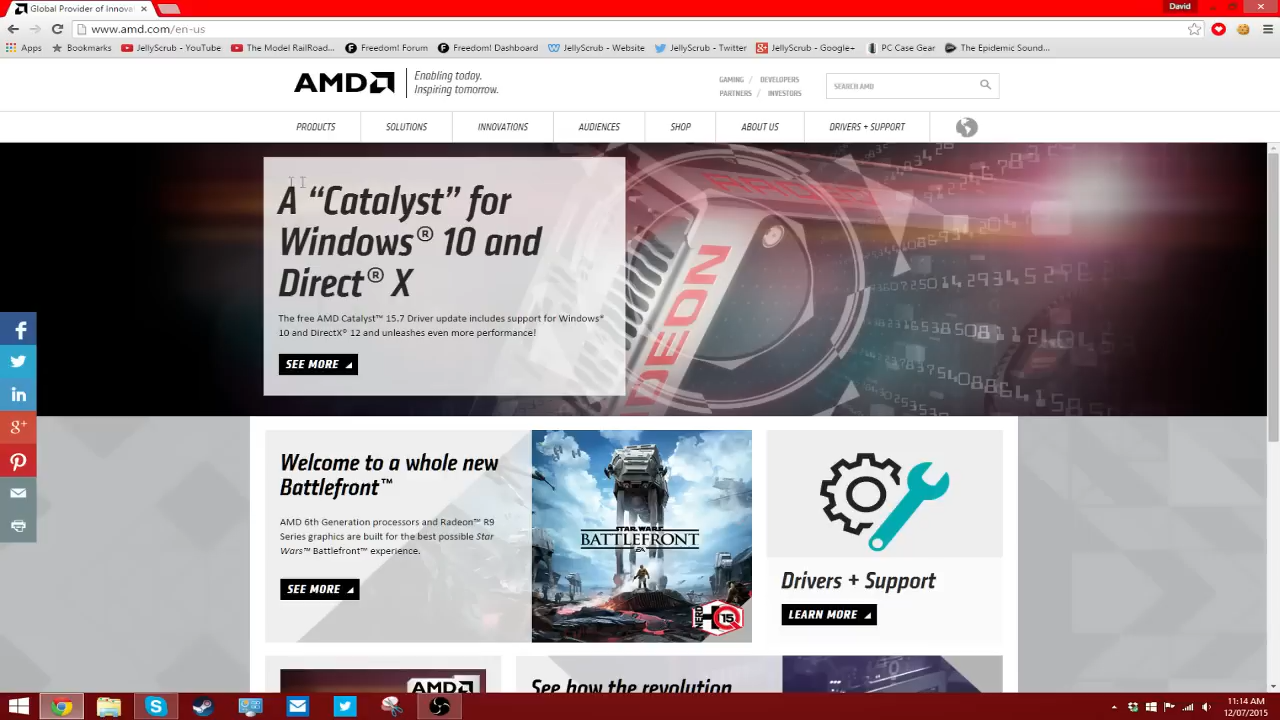 Global Provider of Innova
David
www.amd.com/en-us
Apps Bookmarks JellyScrub - YouTube The Model RailRoad... Freedom! Forum Freedom! Dashboard JellyScrub - Website JellyScrub - Twitter JellyScrub - Google+ PC Case Gear The Epidemic Soun...
AMD Enabling today.
Inspiring tomorrow.
GAMING / DEVELOPERS
PARTNERS / INVESTORS
SEARCH AMD
PRODUCTS SOLUTIONS INNOVATIONS AUDIENCES SHOP ABOUT US DRIVERS + SUPPORT
A “Catalyst” for
Windows® 10 and
Direct® X
The free AMD Catalyst™ 15.7 Driver update includes support for Windows®
10 and DirectX® 12 and unleashes even more performance!
SEE MORE
RADEON
RADEON
Welcome to a whole new
Battlefront™
AMD 6th Generation processors and Radeon™ R9
Series graphics are built for the best possible Star
Wars™ Battlefront™ experience.
SEE MORE
STAR WARS
BATTLEFRONT
EA
15
Drivers + Support
LEARN MORE
AMD
See how the revolution
11:14 AM
12/07/2015